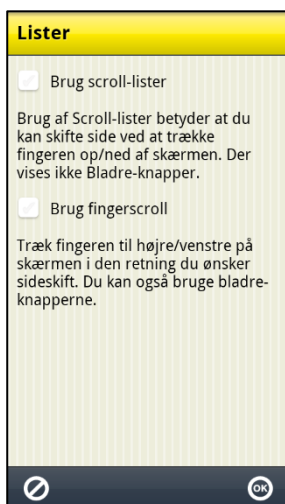 Lister
Brug scroll-lister
Brug af Scroll-lister betyder at du
kan skifte side ved at trække
fingeren op/ned af skærmen. Der
vises ikke Bladre-knapper.
Brug fingerscroll
Træk fingeren til højre/venstre på
skærmen i den retning du ønsker
sideskift. Du kan også bruge bladre-
knapperne.
OK